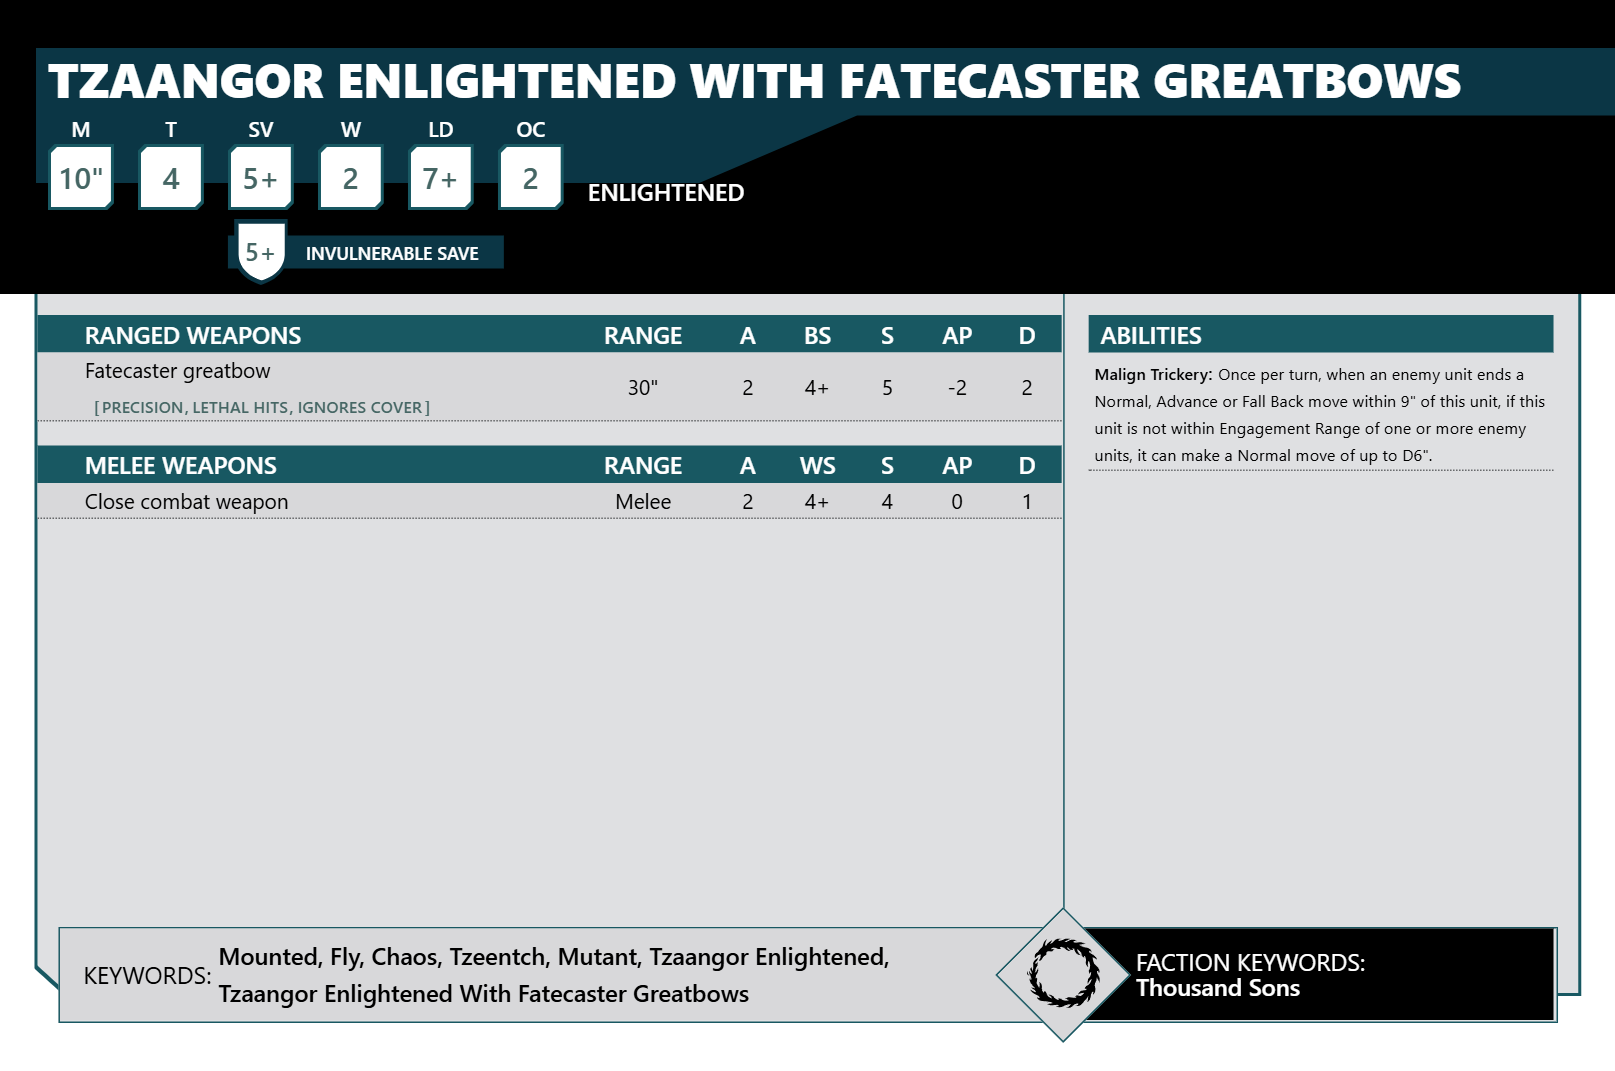 TZAANGOR ENLIGHTENED WITH FATECASTER GREATBOWS
M T SV W LD OC
10" 4 5+ 2 7+ 2
ENLIGHTENED
5+ INVULNERABLE SAVE
RANGED WEAPONS RANGE A BS S AP D
Fatecaster greatbow
30" 2 4+ 5 -2 2
[PRECISION, LETHAL HITS, IGNORES COVER]
MELEE WEAPONS RANGE A WS S AP D
Close combat weapon Melee 2 4+ 4 0 1
ABILITIES
Malign Trickery: Once per turn, when an enemy unit ends a
Normal, Advance or Fall Back move within 9" of this unit, if this
unit is not within Engagement Range of one or more enemy
units, it can make a Normal move of up to D6".
KEYWORDS:
Mounted, Fly, Chaos, Tzeentch, Mutant, Tzaangor Enlightened,
Tzaangor Enlightened With Fatecaster Greatbows
FACTION KEYWORDS:
Thousand Sons